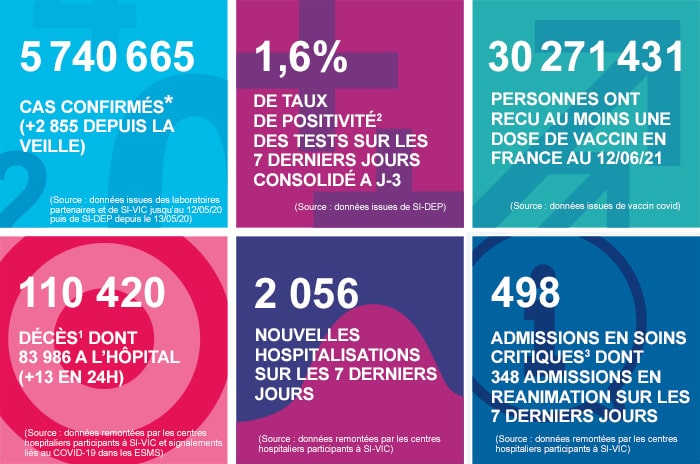 5 740 665
CAS CONFIRMÉS*
(+2 855 DEPUIS LA
VEILLE)
(Source : données issues des laboratoires
partenaires et de SI-VIC jusqu'au 12/05/20
puis de SI-DEP depuis le 13/05/20)
1,6%
DE TAUX
DE POSITIVITÉ²
DES TESTS SUR LES
7 DERNIERS JOURS
CONSOLIDÉ A J-3
(Source : données issues de SI-DEP)
30 271 431
PERSONNES ONT
RECU AU MOINS UNE
DOSE DE VACCIN EN
FRANCE AU 12/06/21
(Source : données issues de vaccin covid)
110 420
DÉCÈS¹ DONT
83 986 A L'HÔPITAL
(+13 EN 24H)
(Source : données remontées par les centres
hospitaliers participants à SI-VIC et signalements
liés au COVID-19 dans les ESMS)
2 056
NOUVELLES
HOSPITALISATIONS
SUR LES 7 DERNIERS
JOURS
(Source : données remontées par les centres
hospitaliers participants à SI-VIC)
498
ADMISSIONS EN SOINS
CRITIQUES³ DONT
348 ADMISSIONS EN
REANIMATION SUR LES
7 DERNIERS JOURS
(Source : données remontées par les centres
hospitaliers participants à SI-VIC)